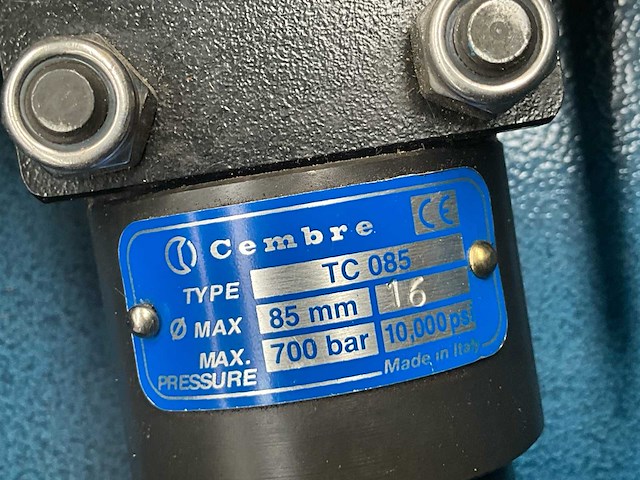 Cembre CE
TYPE TC 085
Ø MAX 85 mm 16
MAX. PRESSURE 700 bar 10,000 psi
Made in Italy